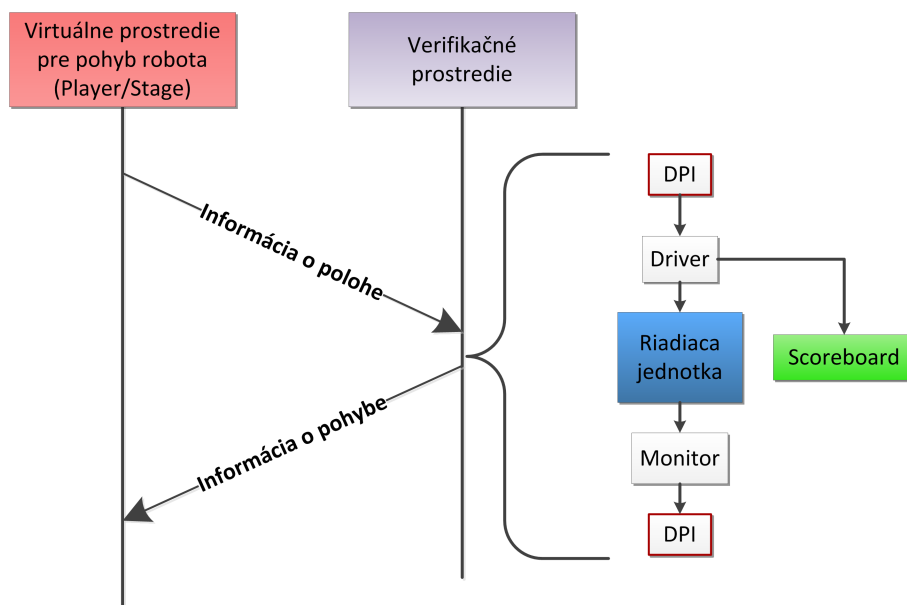 Virtuálne prostredie
pre pohyb robota
(Player/Stage)
Verifikačné
prostredie
Informácia o polohe
Informácia o pohybe
DPI
Driver
Riadiaca
jednotka
Scoreboard
Monitor
DPI